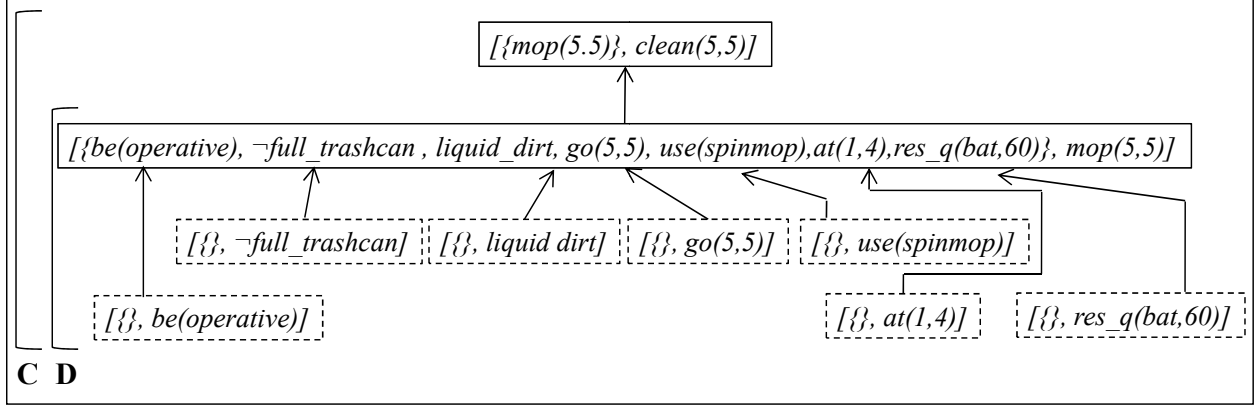 [{mop(5.5)}, clean(5,5)]
[{be(operative), ¬full_trashcan , liquid_dirt, go(5,5), use(spinmop),at(1,4),res_q(bat,60)}, mop(5,5)]
[{}, ¬full_trashcan] [{}, liquid dirt] [{}, go(5,5)] [{}, use(spinmop)]
[{}, be(operative)] [{}, at(1,4)] [{}, res_q(bat,60)]
C D